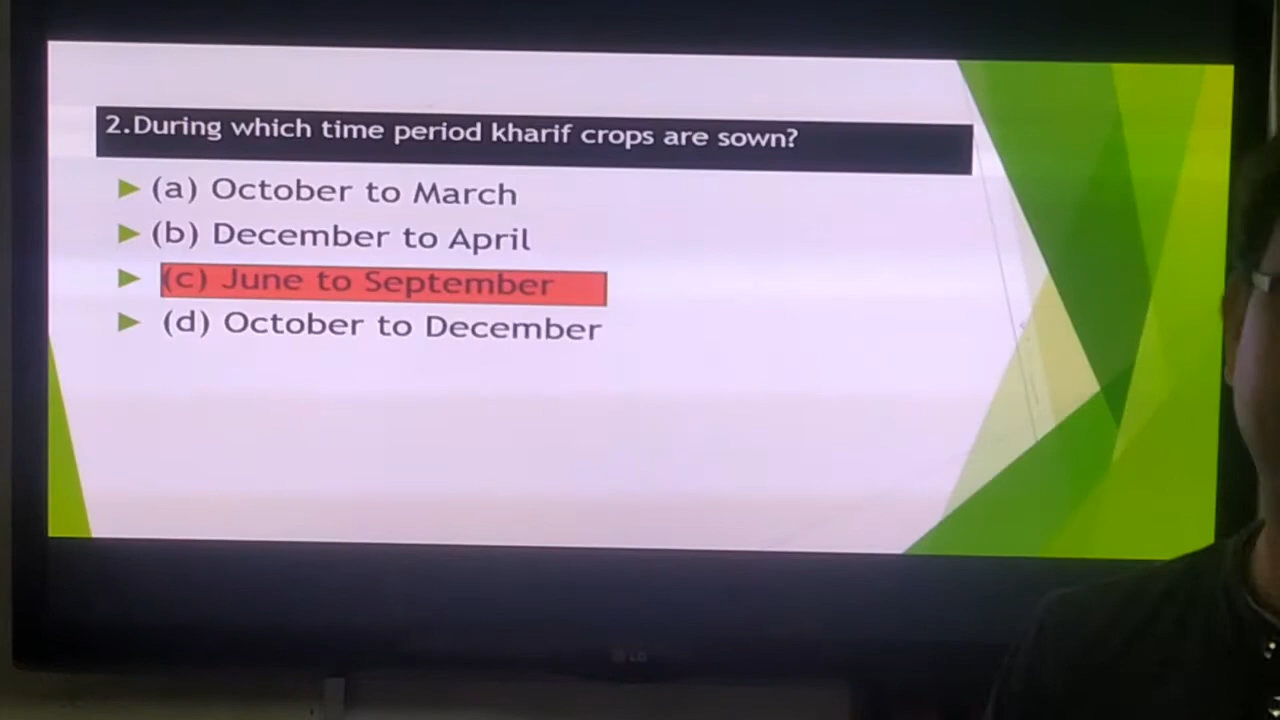 2.During which time period kharif crops are sown?
(a) October to March
(b) December to April
(c) June to September
(d) October to December
LG